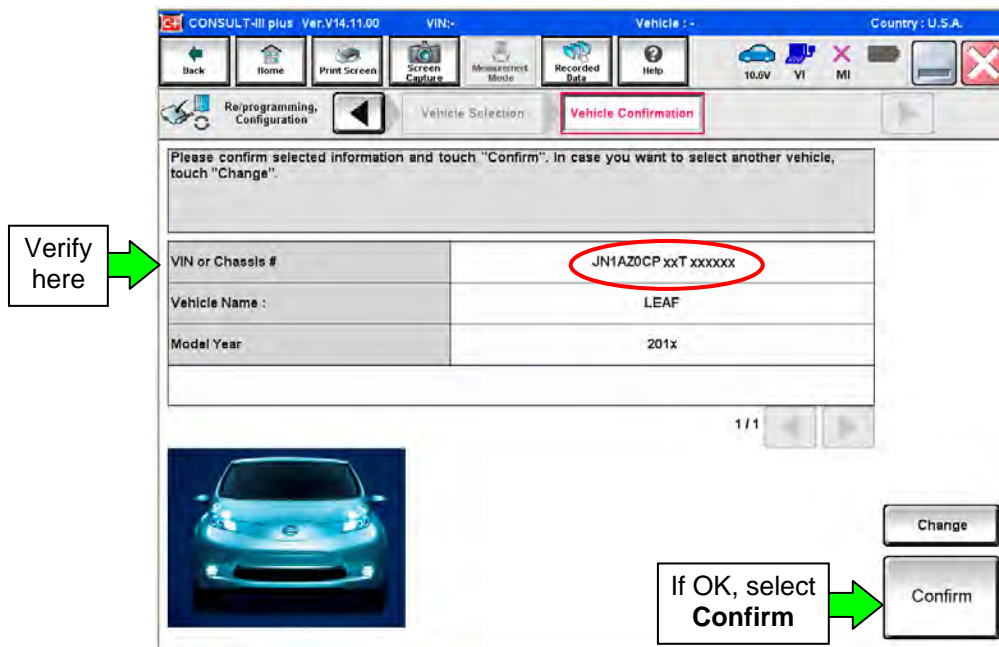 CONSULT-III plus Ver.V14.11.00 VIN:- Vehicle : - Country : U.S.A.
Back Home Print Screen Screen Capture Measurement Mode Recorded Data Help 10.6V VI MI
Re/programming, Configuration Vehicle Selection Vehicle Confirmation
Please confirm selected information and touch "Confirm". In case you want to select another vehicle,
touch "Change".
Verify
here
VIN or Chassis # JN1AZ0CP xxT xxxxxx
Vehicle Name : LEAF
Model Year 201x
1/1
Change
If OK, select
Confirm
Confirm